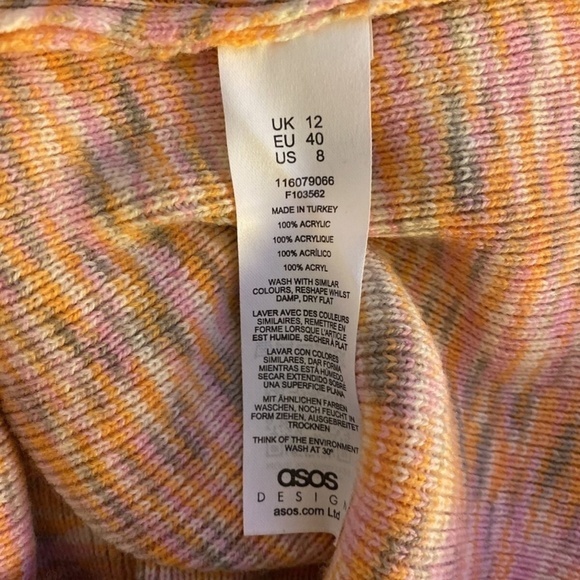 UK 12
EU 40
US 8
116079066
F103562
MADE IN TURKEY
100% ACRYLIC
100% ACRYLIQUE
100% ACRÍLICO
100% ACRYL
WASH WITH SIMILAR
COLOURS, RESHAPE WHILST
DAMP, DRY FLAT
LAVER AVEC DES COULEURS
SIMILAIRES, REMETTRE EN
FORME LORSQUE L'ARTICLE
EST HUMIDE, SÉCHER À PLAT
LAVAR CON COLORES
SIMILARES, DAR FORMA
MIENTRAS ESTÁ HÚMEDO
SECAR EXTENDIDO SOBRE
UNA SUPERFICIE PLANA
MIT ÄHNLICHEN FARBEN
WASCHEN, NOCH FEUCHT IN
FORM ZIEHEN, AUSGEBREITET
TROCKNEN
THINK OF THE ENVIRONMENT
WASH AT 30°
asos
DESIGN
asos.com Ltd